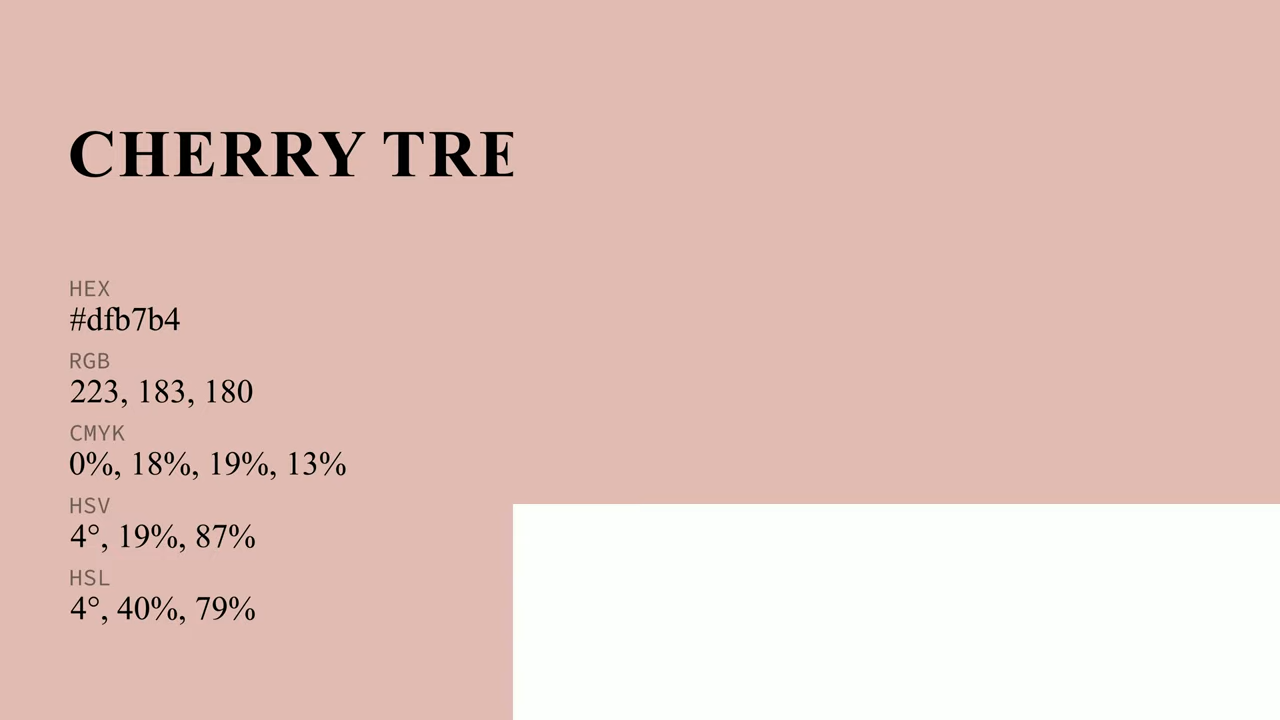 CHERRY TRE
HEX
#dfb7b4
RGB
223, 183, 180
CMYK
0%, 18%, 19%, 13%
HSV
4°, 19%, 87%
HSL
4°, 40%, 79%